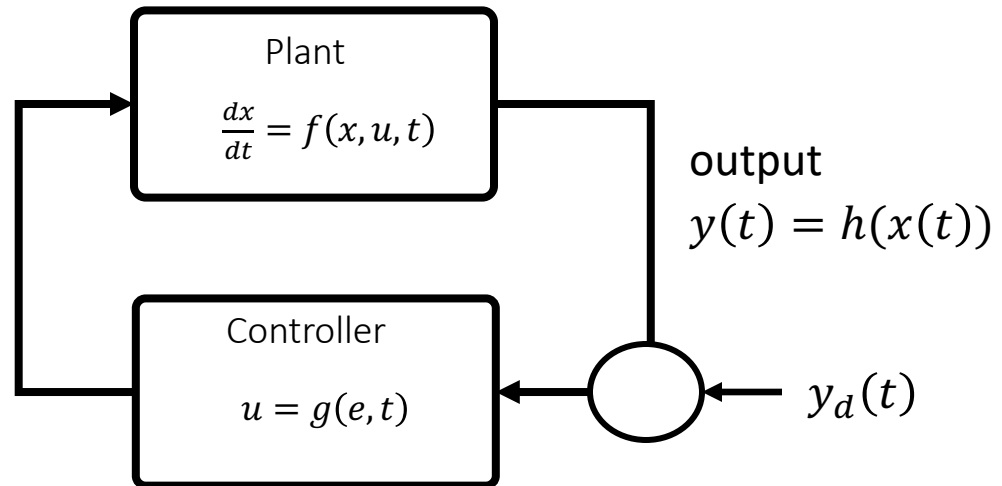 Plant
dx/dt = f(x, u, t)
output
y(t) = h(x(t))
Controller
u = g(e, t)
y_d(t)